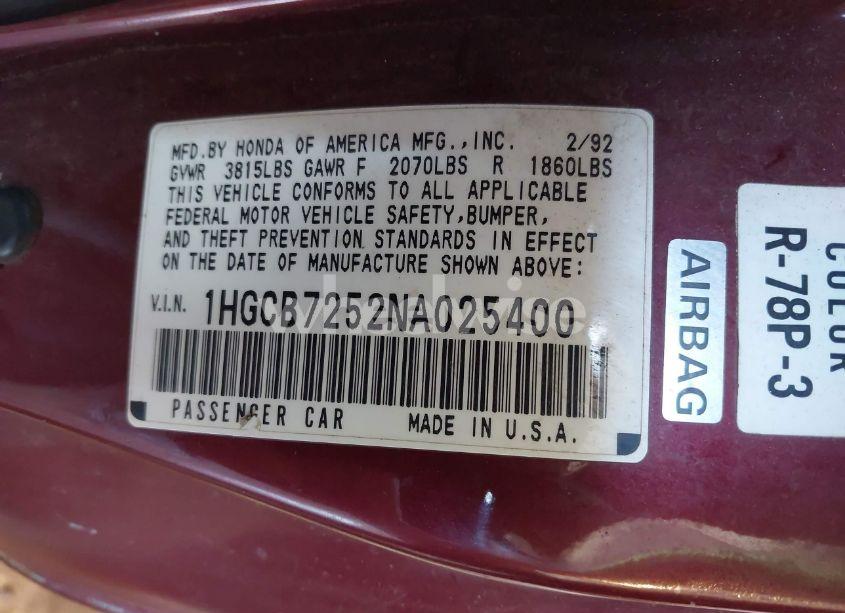 MFD.BY HONDA OF AMERICA MFG.,INC. 2/92
GVWR 3815LBS GAWR F 2070LBS R 1860LBS
THIS VEHICLE CONFORMS TO ALL APPLICABLE
FEDERAL MOTOR VEHICLE SAFETY,BUMPER,
AND THEFT PREVENTION STANDARDS IN EFFECT
ON THE DATE OF MANUFACTURE SHOWN ABOVE:
V.I.N. 1HGCB7252NA025400
PASSENGER CAR MADE IN U.S.A.
AIRBAG
COLOR
R-78P-3
wheelwise